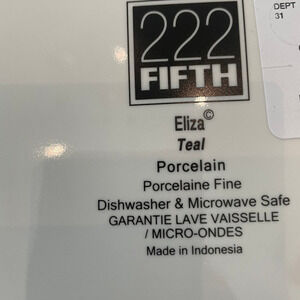 DEPT
31
222
FIFTH
Eliza©
Teal
Porcelain
Porcelaine Fine
Dishwasher & Microwave Safe
GARANTIE LAVE VAISSELLE
/ MICRO-ONDES
Made in Indonesia